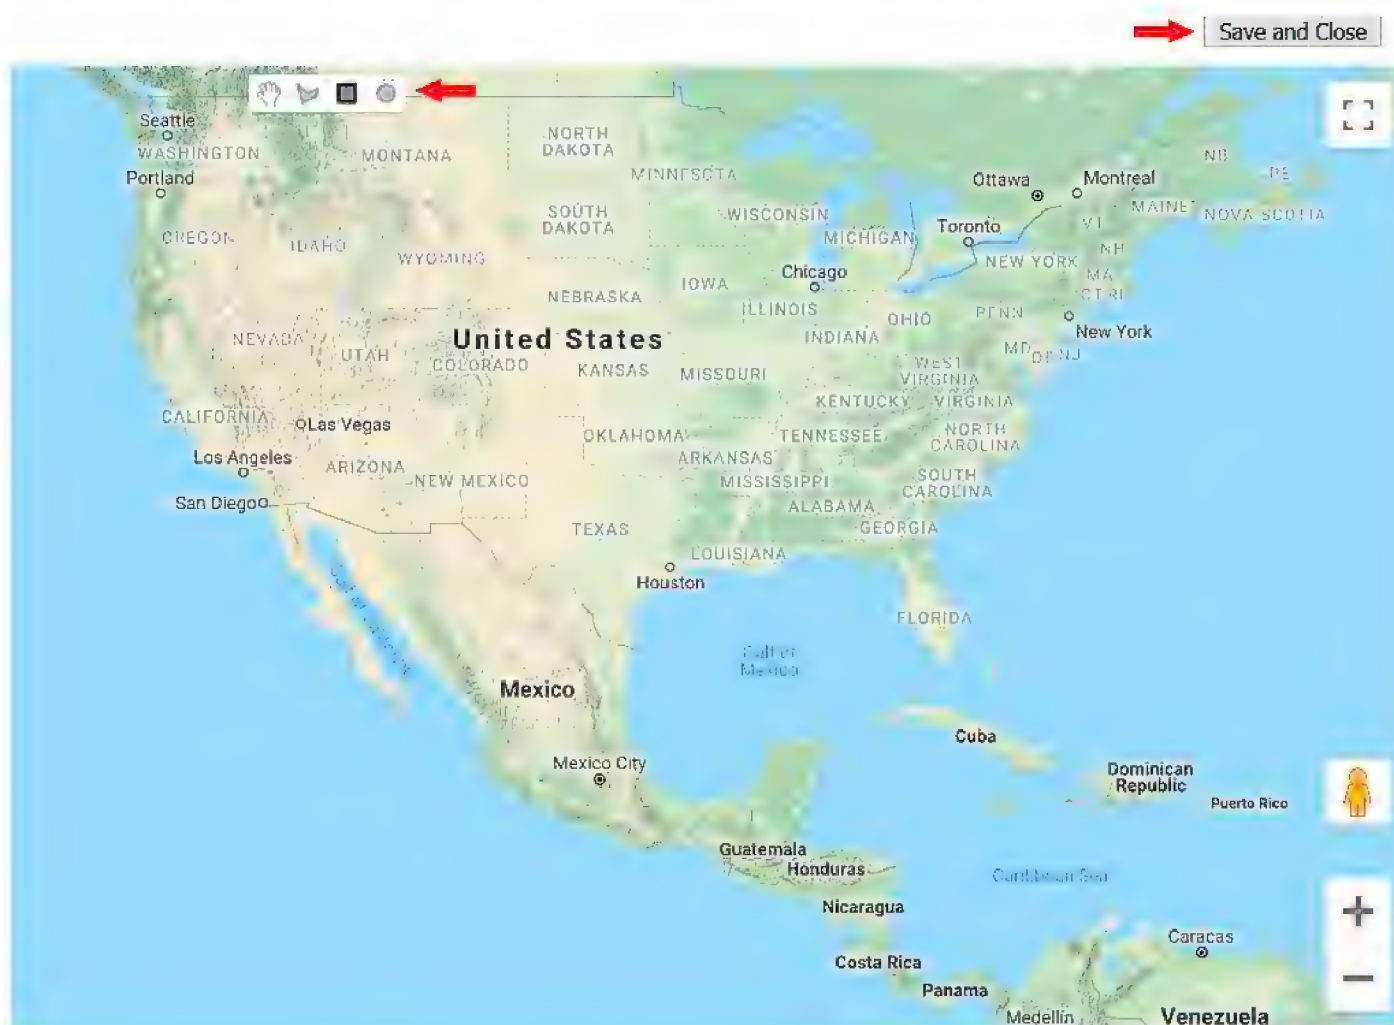 Save and Close
Seattle
WASHINGTON
MONTANA
NORTH
DAKOTA
MINNESOTA
Portland
Ottawa
Montreal
NB
PE
MAINE
NOVA SCOTIA
VT
NH
OREGON
IDAHO
WYOMING
SOUTH
DAKOTA
WISCONSIN
MICHIGAN
Toronto
NEW YORK
MA
CT RI
Chicago
IOWA
NEBRASKA
ILLINOIS
INDIANA
OHIO
PENN
New York
MD
DE NJ
NEVADA
UTAH
United States
COLORADO
KANSAS
MISSOURI
WEST
VIRGINIA
KENTUCKY
VIRGINIA
CALIFORNIA
Las Vegas
OKLAHOMA
TENNESSEE
NORTH
CAROLINA
Los Angeles
ARIZONA
NEW MEXICO
ARKANSAS
MISSISSIPPI
SOUTH
CAROLINA
San Diego
ALABAMA
TEXAS
GEORGIA
LOUISIANA
Houston
FLORIDA
Gulf of
Mexico
Mexico
Cuba
Mexico City
Dominican
Republic
Puerto Rico
Guatemala
Honduras
Caribbean Sea
Nicaragua
Caracas
Costa Rica
Panama
Medellín
Venezuela